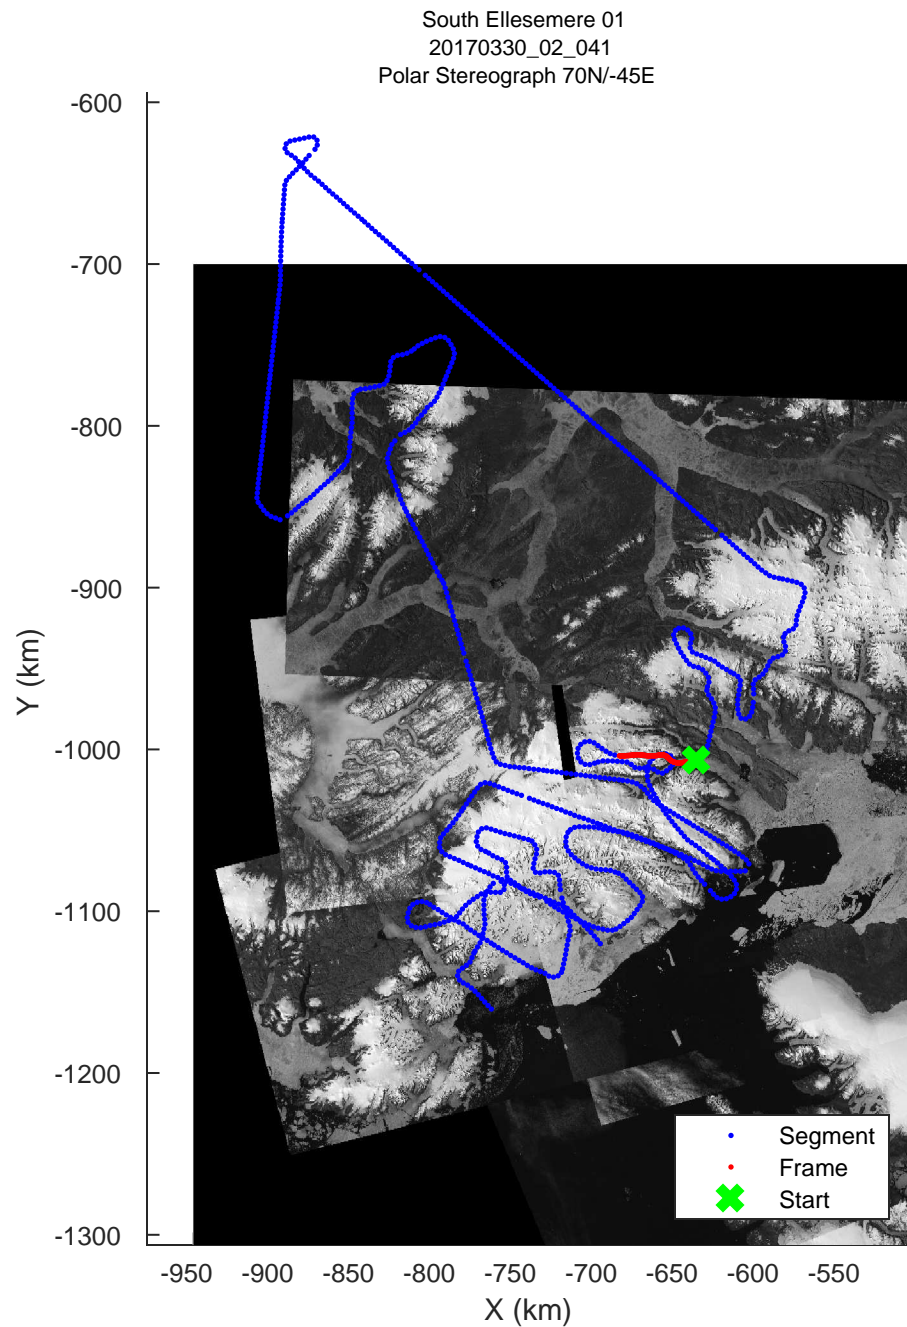 South Ellesemere 01
20170330_02_041
Polar Stereograph 70N/-45E
-600
-700
-800
-900
-1000
-1100
-1200
-1300
Y (km)
Segment
Frame
Start
-950 -900 -850 -800 -750 -700 -650 -600 -550
X (km)